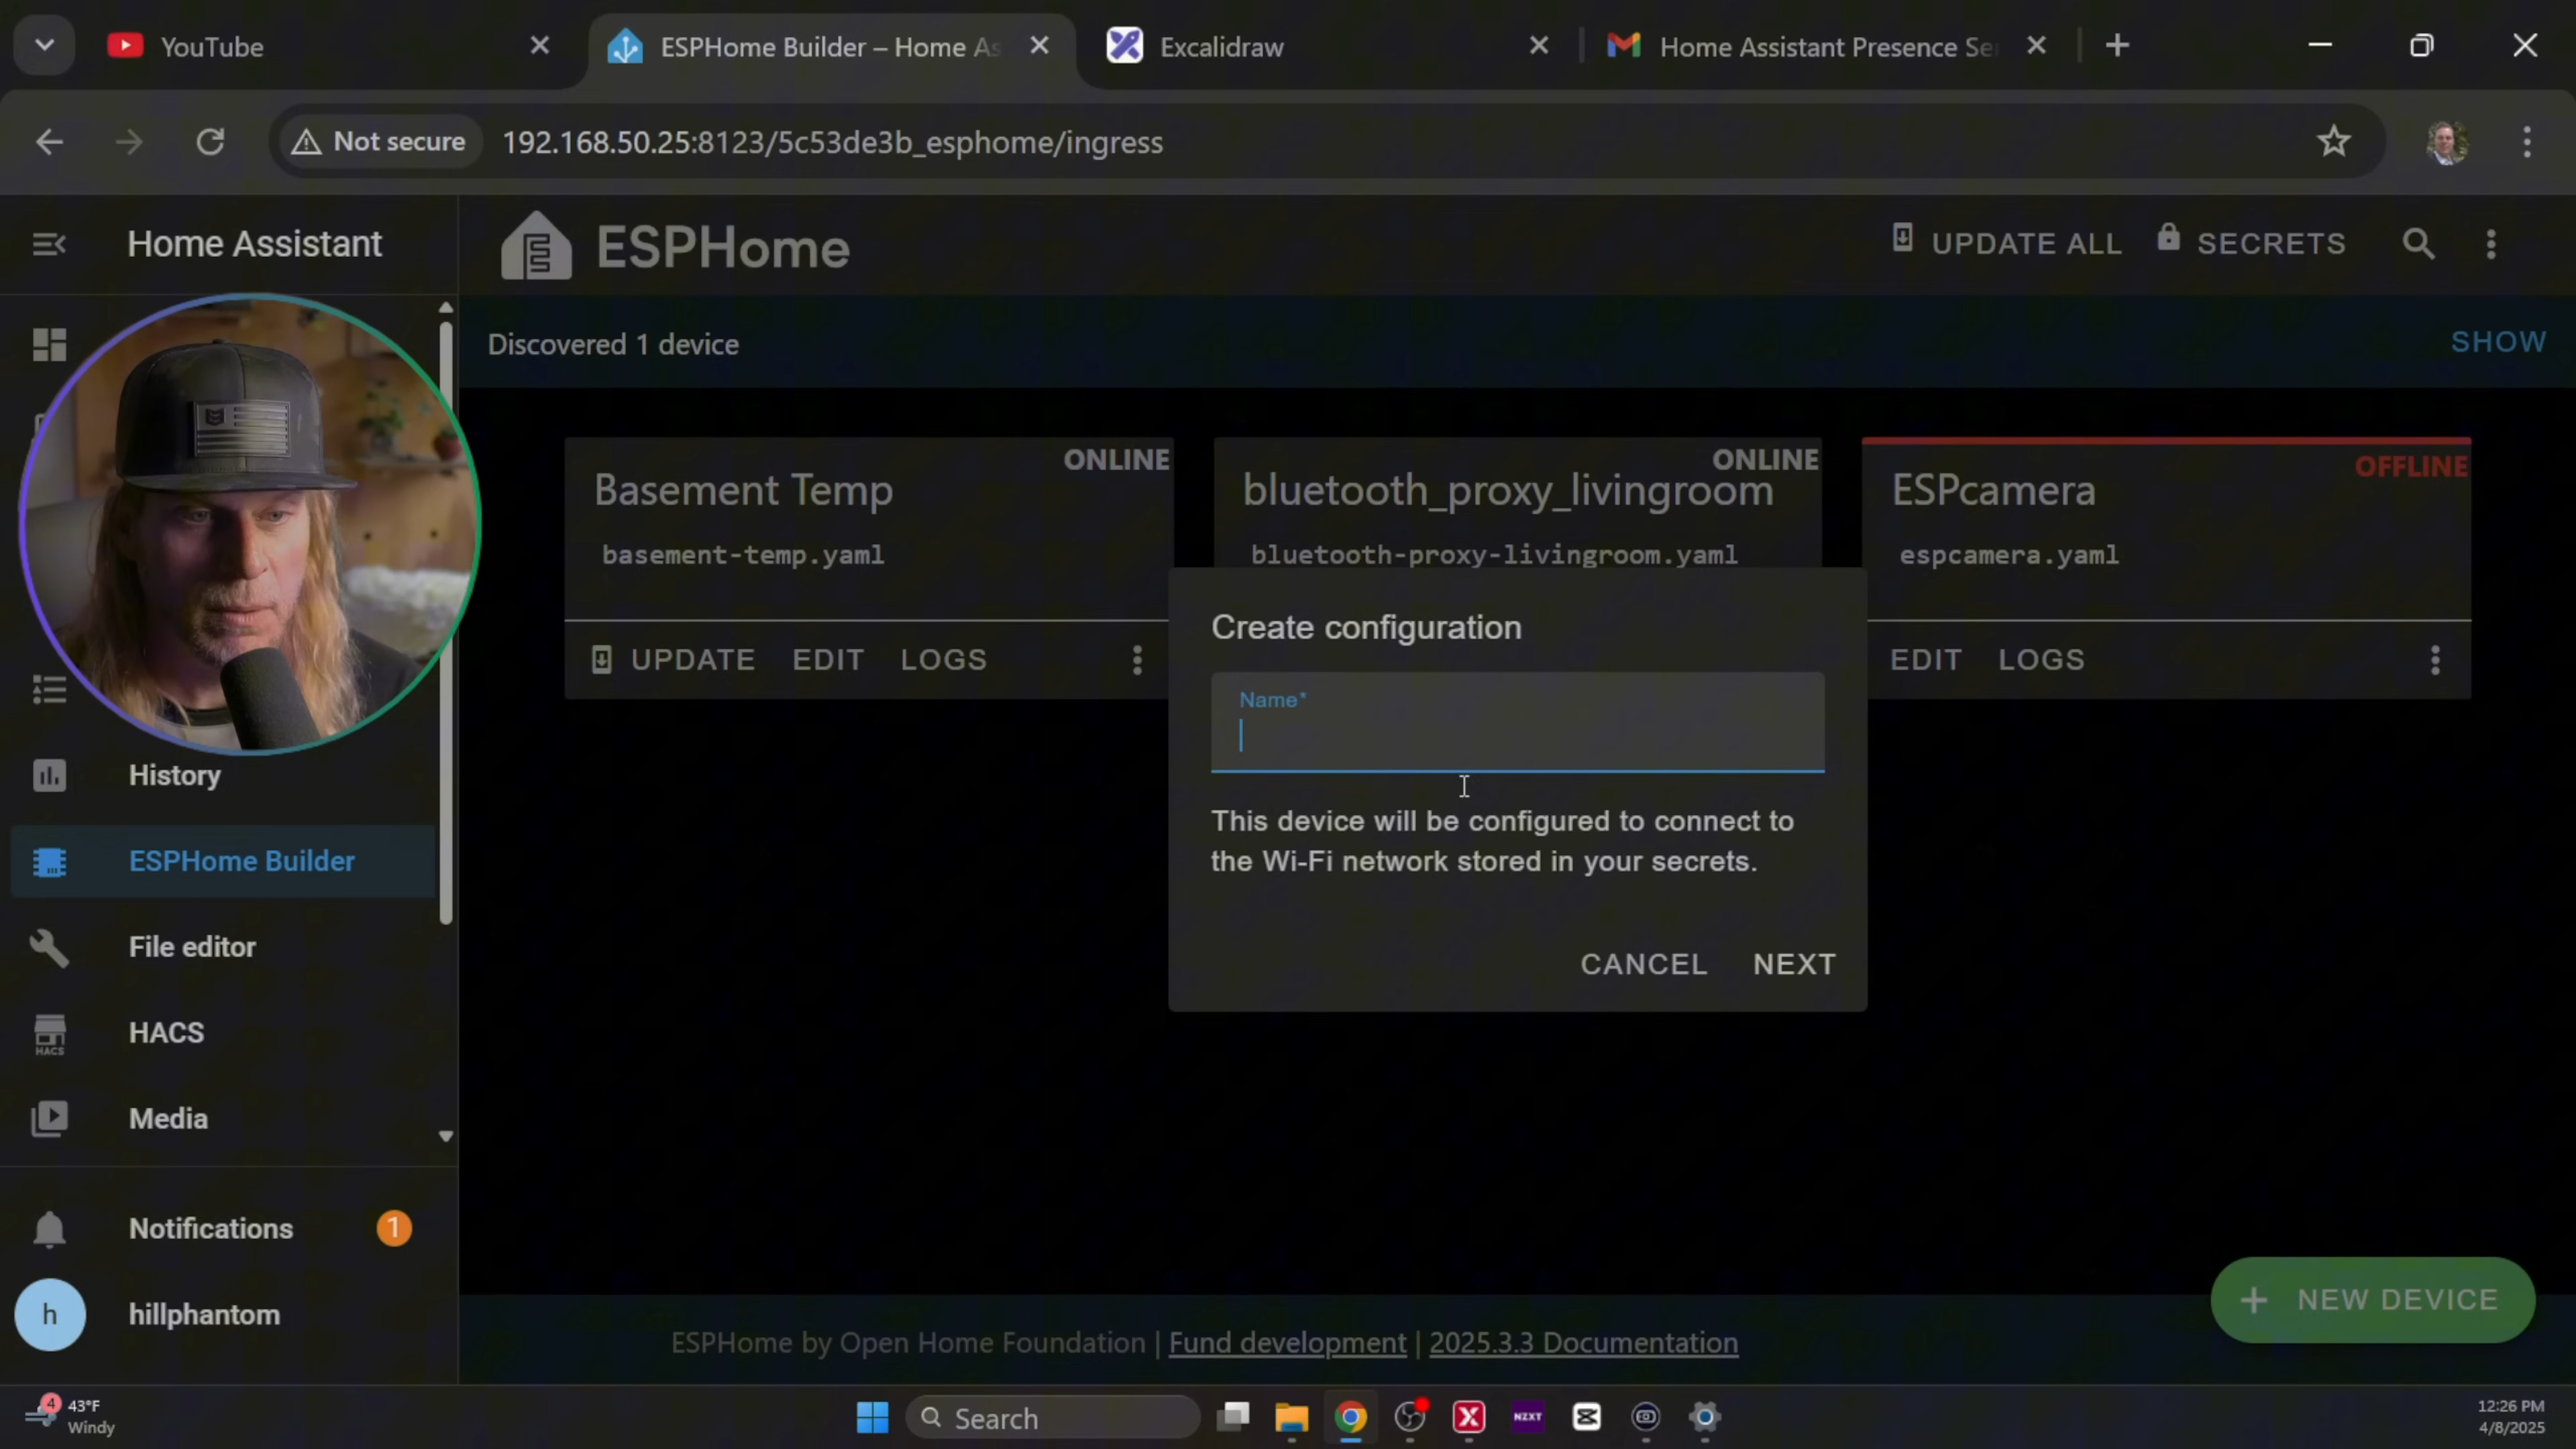 YouTube
ESPHome Builder – Home As
Excalidraw
Home Assistant Presence Se
Not secure
192.168.50.25:8123/5c53de3b_esphome/ingress
Home Assistant
ESPHome
UPDATE ALL
SECRETS
Discovered 1 device
SHOW
ONLINE
Basement Temp
basement-temp.yaml
UPDATE
EDIT
LOGS
ONLINE
bluetooth_proxy_livingroom
bluetooth-proxy-livingroom.yaml
OFFLINE
ESPcamera
espcamera.yaml
EDIT
LOGS
Create configuration
Name*
This device will be configured to connect to
the Wi-Fi network stored in your secrets.
CANCEL
NEXT
History
ESPHome Builder
File editor
HACS
HACS
Media
Notifications
1
h
hillphantom
NEW DEVICE
ESPHome by Open Home Foundation | Fund development | 2025.3.3 Documentation
4
43°F
Windy
Search
NZXT
12:26 PM
4/8/2025